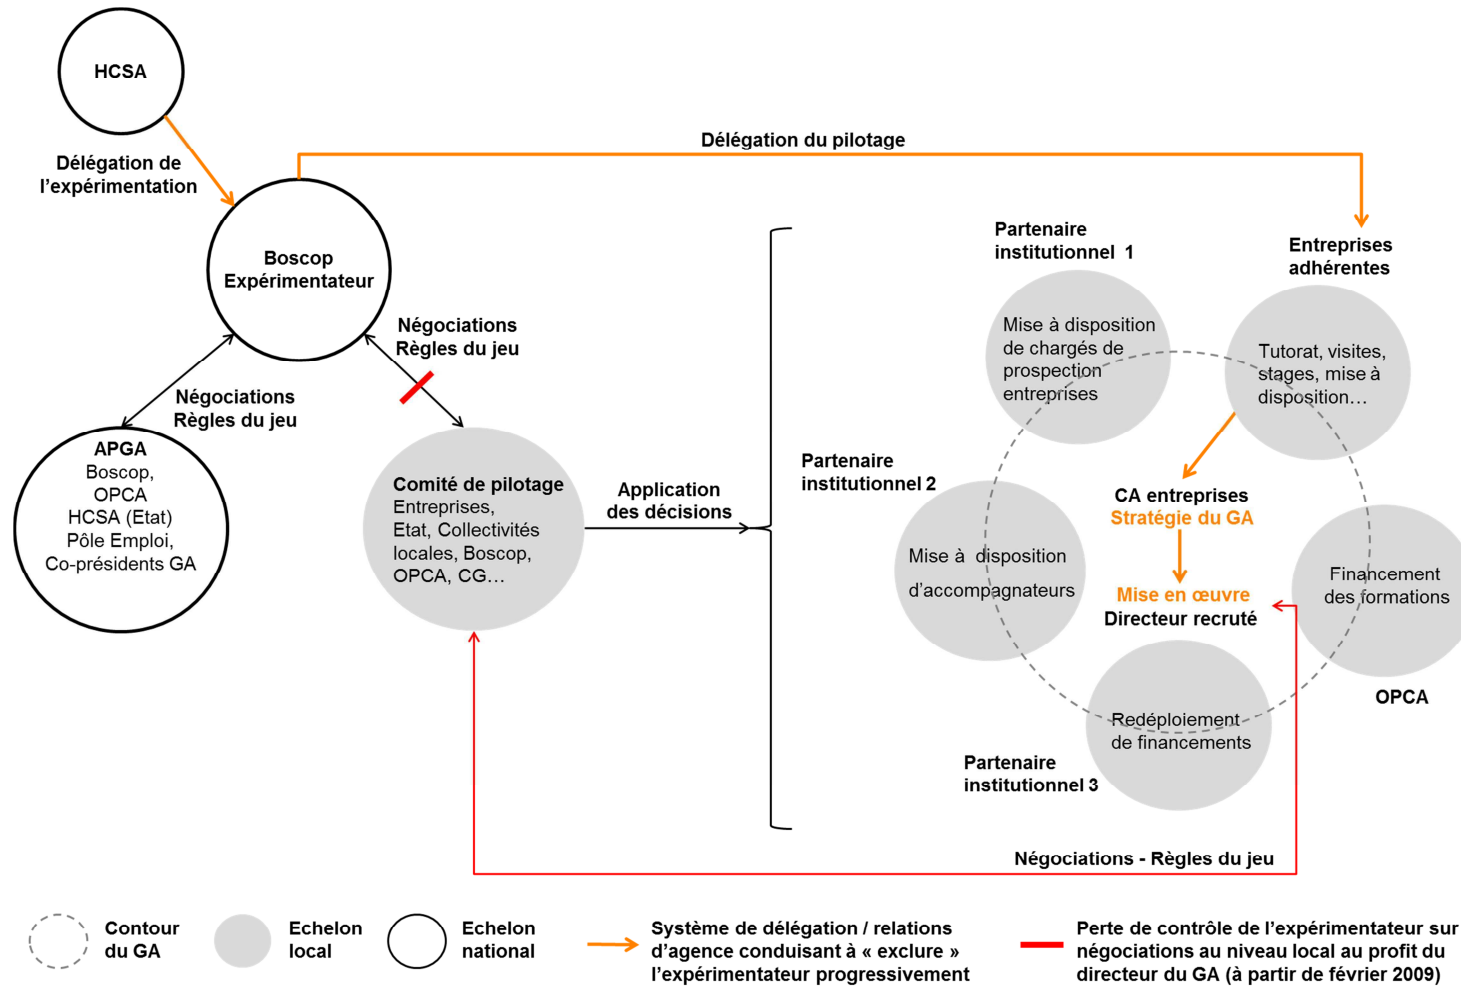 HCSA
Délégation de
l’expérimentation
Délégation du pilotage
Boscop
Expérimentateur
Négociations
Règles du jeu
Négociations
Règles du jeu
APGA
Boscop,
OPCA
HCSA (Etat)
Pôle Emploi,
Co-présidents GA
Comité de pilotage
Entreprises,
Etat, Collectivités
locales, Boscop,
OPCA, CG…
Application
des décisions
Partenaire
institutionnel 1
Mise à disposition
de chargés de
prospection
entreprises
Entreprises
adhérentes
Tutorat, visites,
stages, mise à
disposition…
Partenaire
institutionnel 2
Mise à disposition
d’accompagnateurs
CA entreprises
Stratégie du GA
Mise en œuvre
Directeur recruté
Financement
des formations
OPCA
Redéploiement
de financements
Partenaire
institutionnel 3
Négociations - Règles du jeu
Contour
du GA
Echelon
local
Echelon
national
Système de délégation / relations
d’agence conduisant à « exclure »
l’expérimentateur progressivement
Perte de contrôle de l’expérimentateur sur
négociations au niveau local au profit du
directeur du GA (à partir de février 2009)